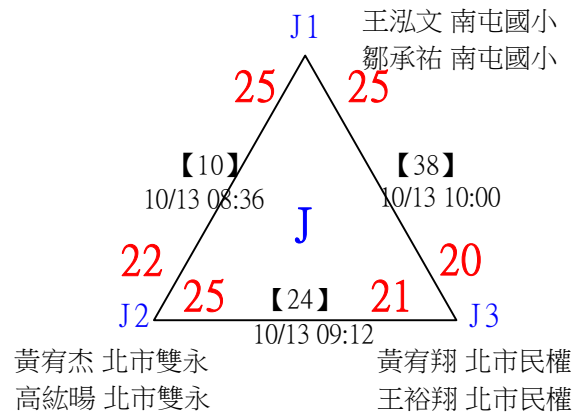 J1
王泓文 南屯國小
鄒承祐 南屯國小
25
25
【10】
10/13 08:36
【38】
10/13 10:00
J
22
20
25
【24】
21
J2
10/13 09:12
J3
黃宥杰 北市雙永
高紘暘 北市雙永
黃宥翔 北市民權
王裕翔 北市民權